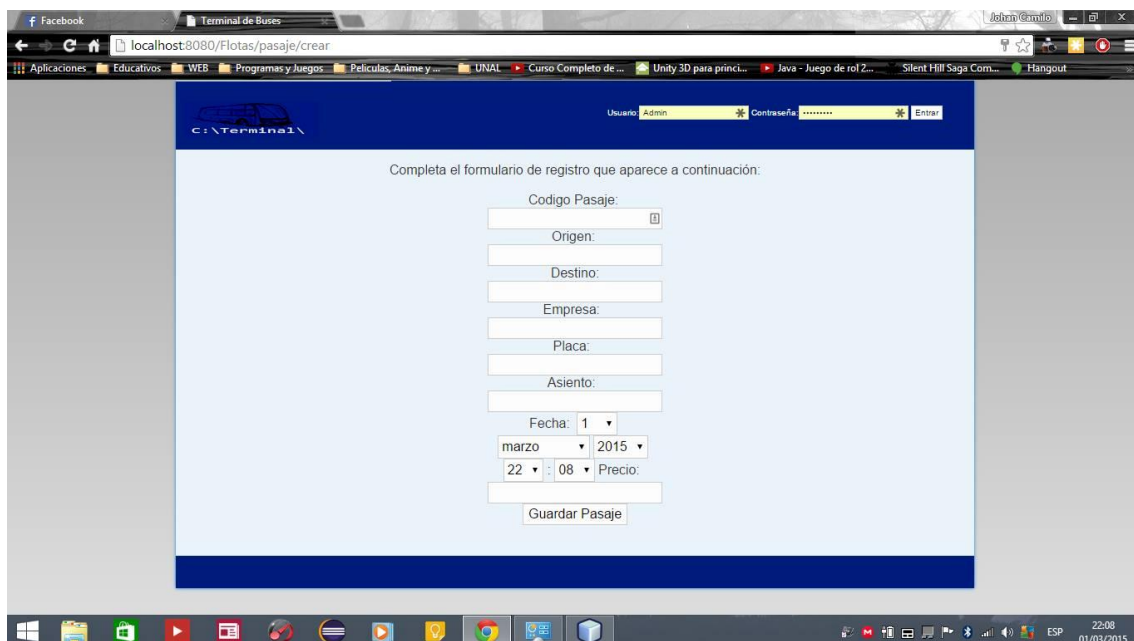 Facebook
Terminal de Buses
Johan Camilo
localhost:8080/Flotas/pasaje/crear
Aplicaciones Educativos WEB Programas y Juegos Peliculas, Anime y ... UNAL Curso Completo de ... Unity 3D para princi... Java - Juego de rol 2... Silent Hill Saga Com... Hangout
C:\Terminal\
Usuario: Admin Contraseña: ········· Entrar
Completa el formulario de registro que aparece a continuación:
Codigo Pasaje:
Origen:
Destino:
Empresa:
Placa:
Asiento:
Fecha: 1
marzo 2015
22 : 08 Precio:
Guardar Pasaje
ESP
22:08
01/03/2015